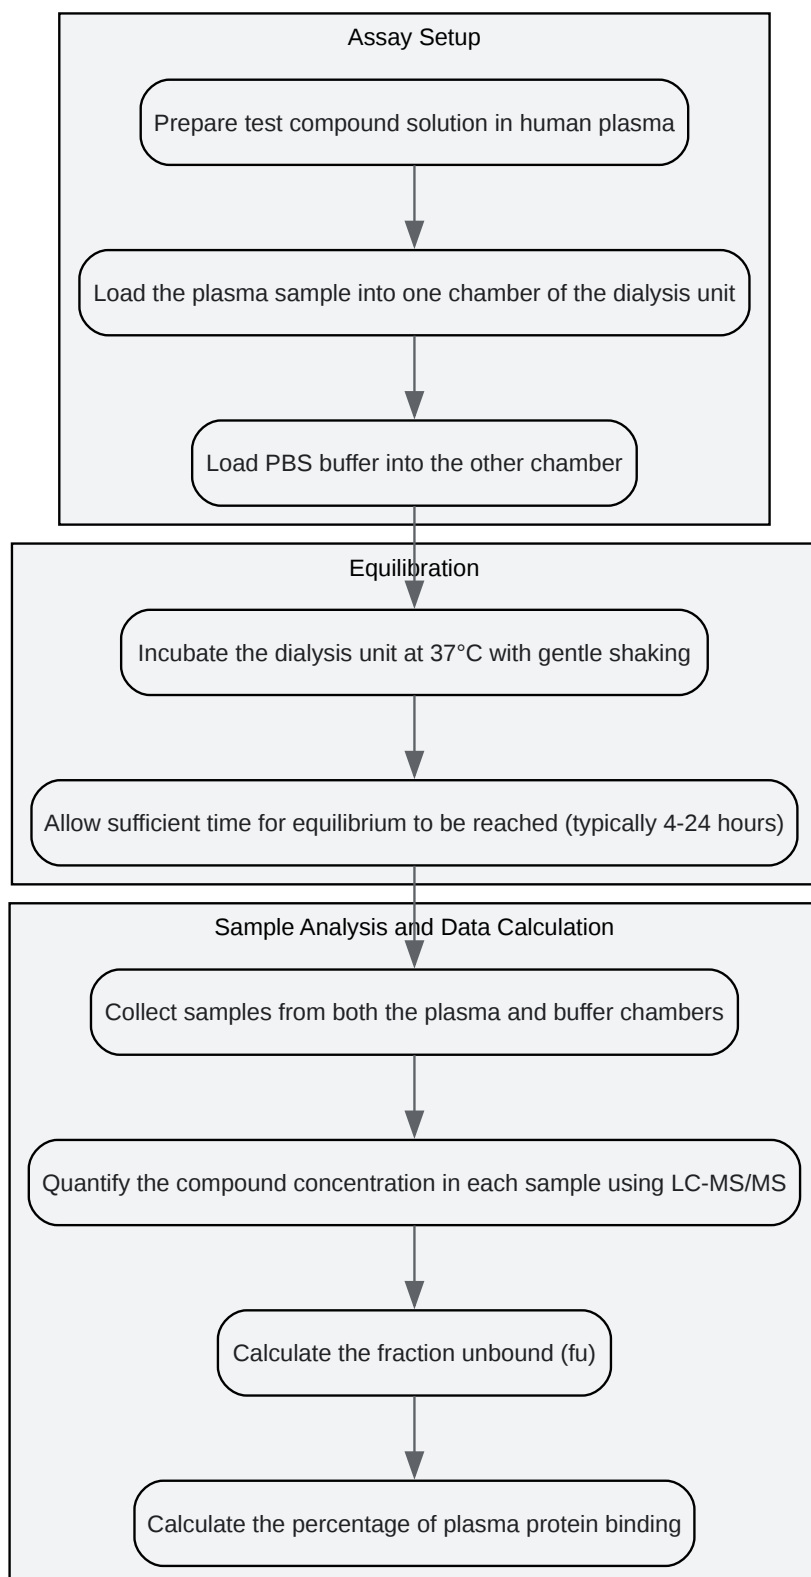 Assay Setup
Prepare test compound solution in human plasma
Load the plasma sample into one chamber of the dialysis unit
Load PBS buffer into the other chamber
Equilibration
Incubate the dialysis unit at 37°C with gentle shaking
Allow sufficient time for equilibrium to be reached (typically 4-24 hours)
Sample Analysis and Data Calculation
Collect samples from both the plasma and buffer chambers
Quantify the compound concentration in each sample using LC-MS/MS
Calculate the fraction unbound (fu)
Calculate the percentage of plasma protein binding